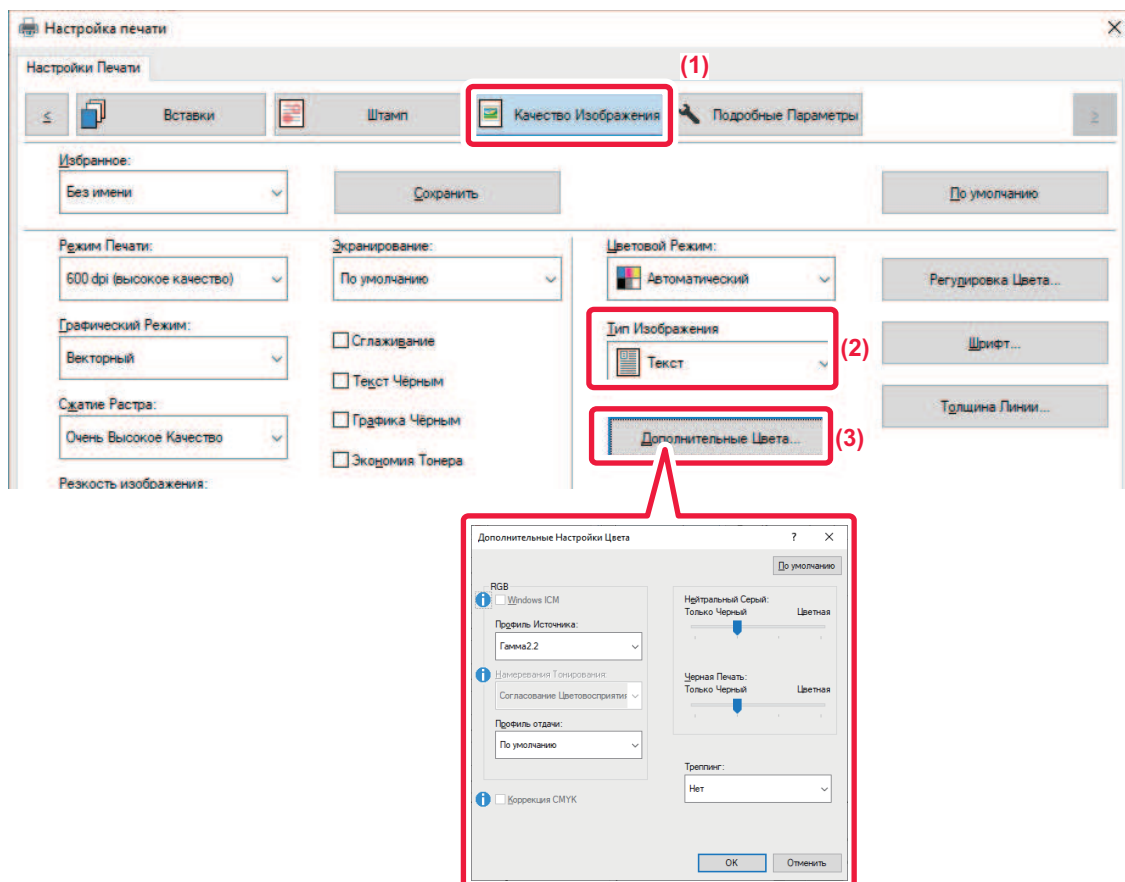 Настройка печати
Настройки Печати
(1)
≤ Вставки Штамп Качество Изображения Подробные Параметры ≥
Избранное:
Без имени Сохранить По умолчанию
Режим Печати: Экранирование: Цветовой Режим:
600 dpi (высокое качество) По умолчанию Автоматический Регулировка Цвета...
Графический Режим: Сглаживание Тип Изображения
Векторный Текст (2) Шрифт...
Текст Чёрным
Сжатие Растра: Толщина Линии...
Очень Высокое Качество Графика Чёрным Дополнительные Цвета... (3)
Экономия Тонера
Резкость изображения:
Дополнительные Настройки Цвета ?
По умолчанию
RGB
Windows ICM
Профиль Источника:
Гамма2.2
Намеревания Тонирования:
Согласование Цветовосприятия
Профиль отдачи:
По умолчанию
Коррекция CMYK
Нейтральный Серый:
Только Черный Цветная
Черная Печать:
Только Черный Цветная
Треппинг:
Нет
OK Отменить